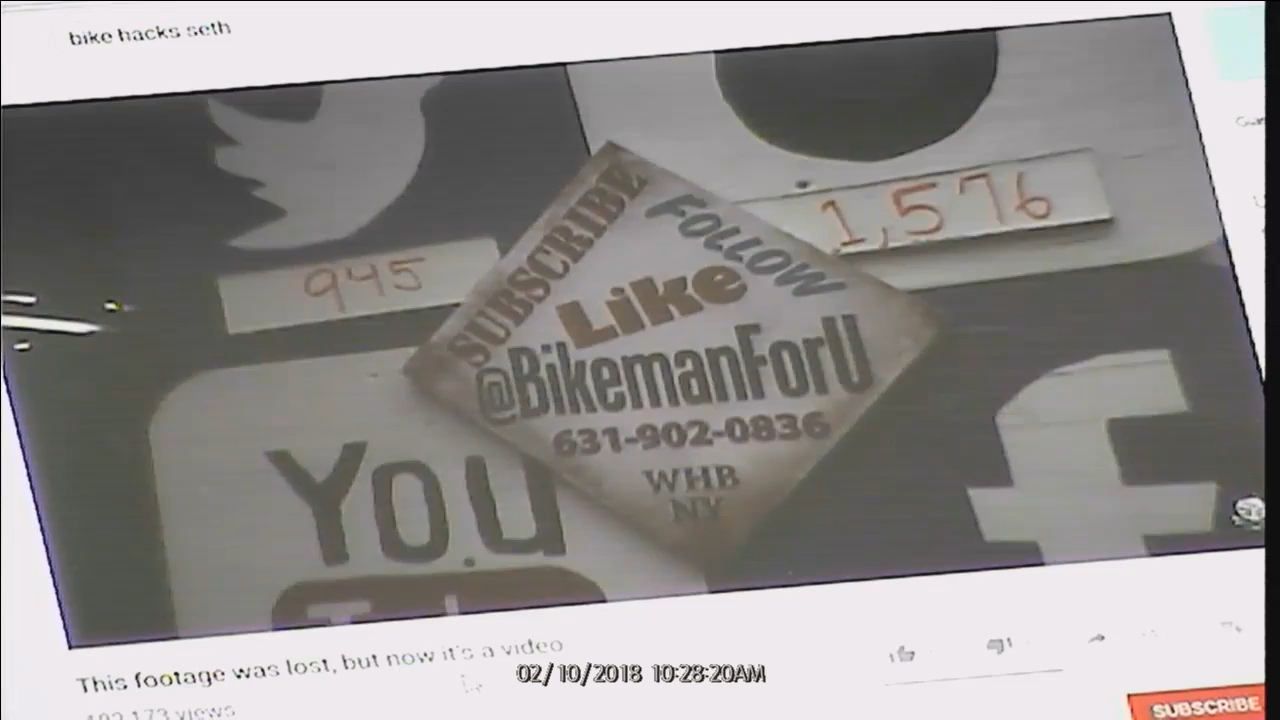 bike hacks seth
945
1,576
SUBSCRIBE
FOLLOW
Like
@BikemanForU
631-902-0836
WHB
NY
You
This footage was lost, but now it's a video
02/10/2018 10:28:20AM
views
SUBSCRIBE